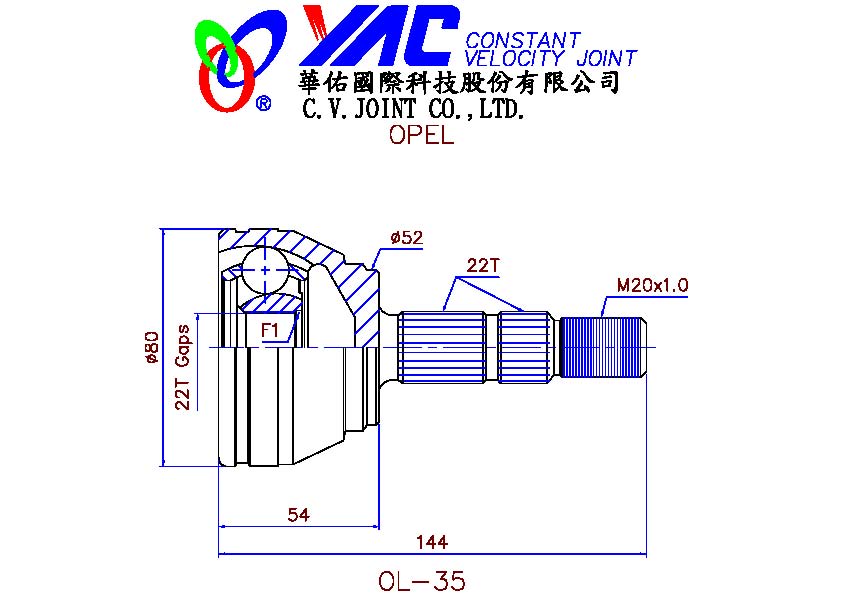 YAC CONSTANT
VELOCITY JOINT
華佑國際科技股份有限公司
® C.V.JOINT CO.,LTD.
OPEL
ø52
22T
M20x1.0
F1
ø80
22T Gaps
54
144
OL-35